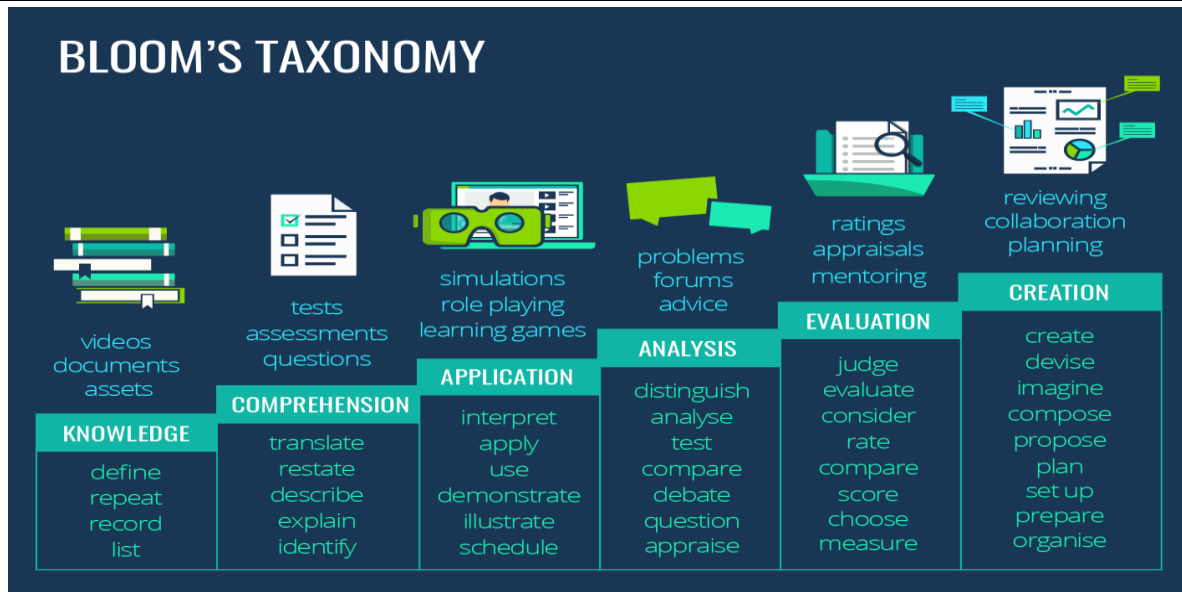 BLOOM'S TAXONOMY
videos
documents
assets
KNOWLEDGE
define
repeat
record
list
tests
assessments
questions
COMPREHENSION
translate
restate
describe
explain
identify
simulations
role playing
learning games
APPLICATION
interpret
apply
use
demonstrate
illustrate
schedule
problems
forums
advice
ANALYSIS
distinguish
analyse
test
compare
debate
question
appraise
ratings
appraisals
mentoring
EVALUATION
judge
evaluate
consider
rate
compare
score
choose
measure
reviewing
collaboration
planning
CREATION
create
devise
imagine
compose
propose
plan
set up
prepare
organise